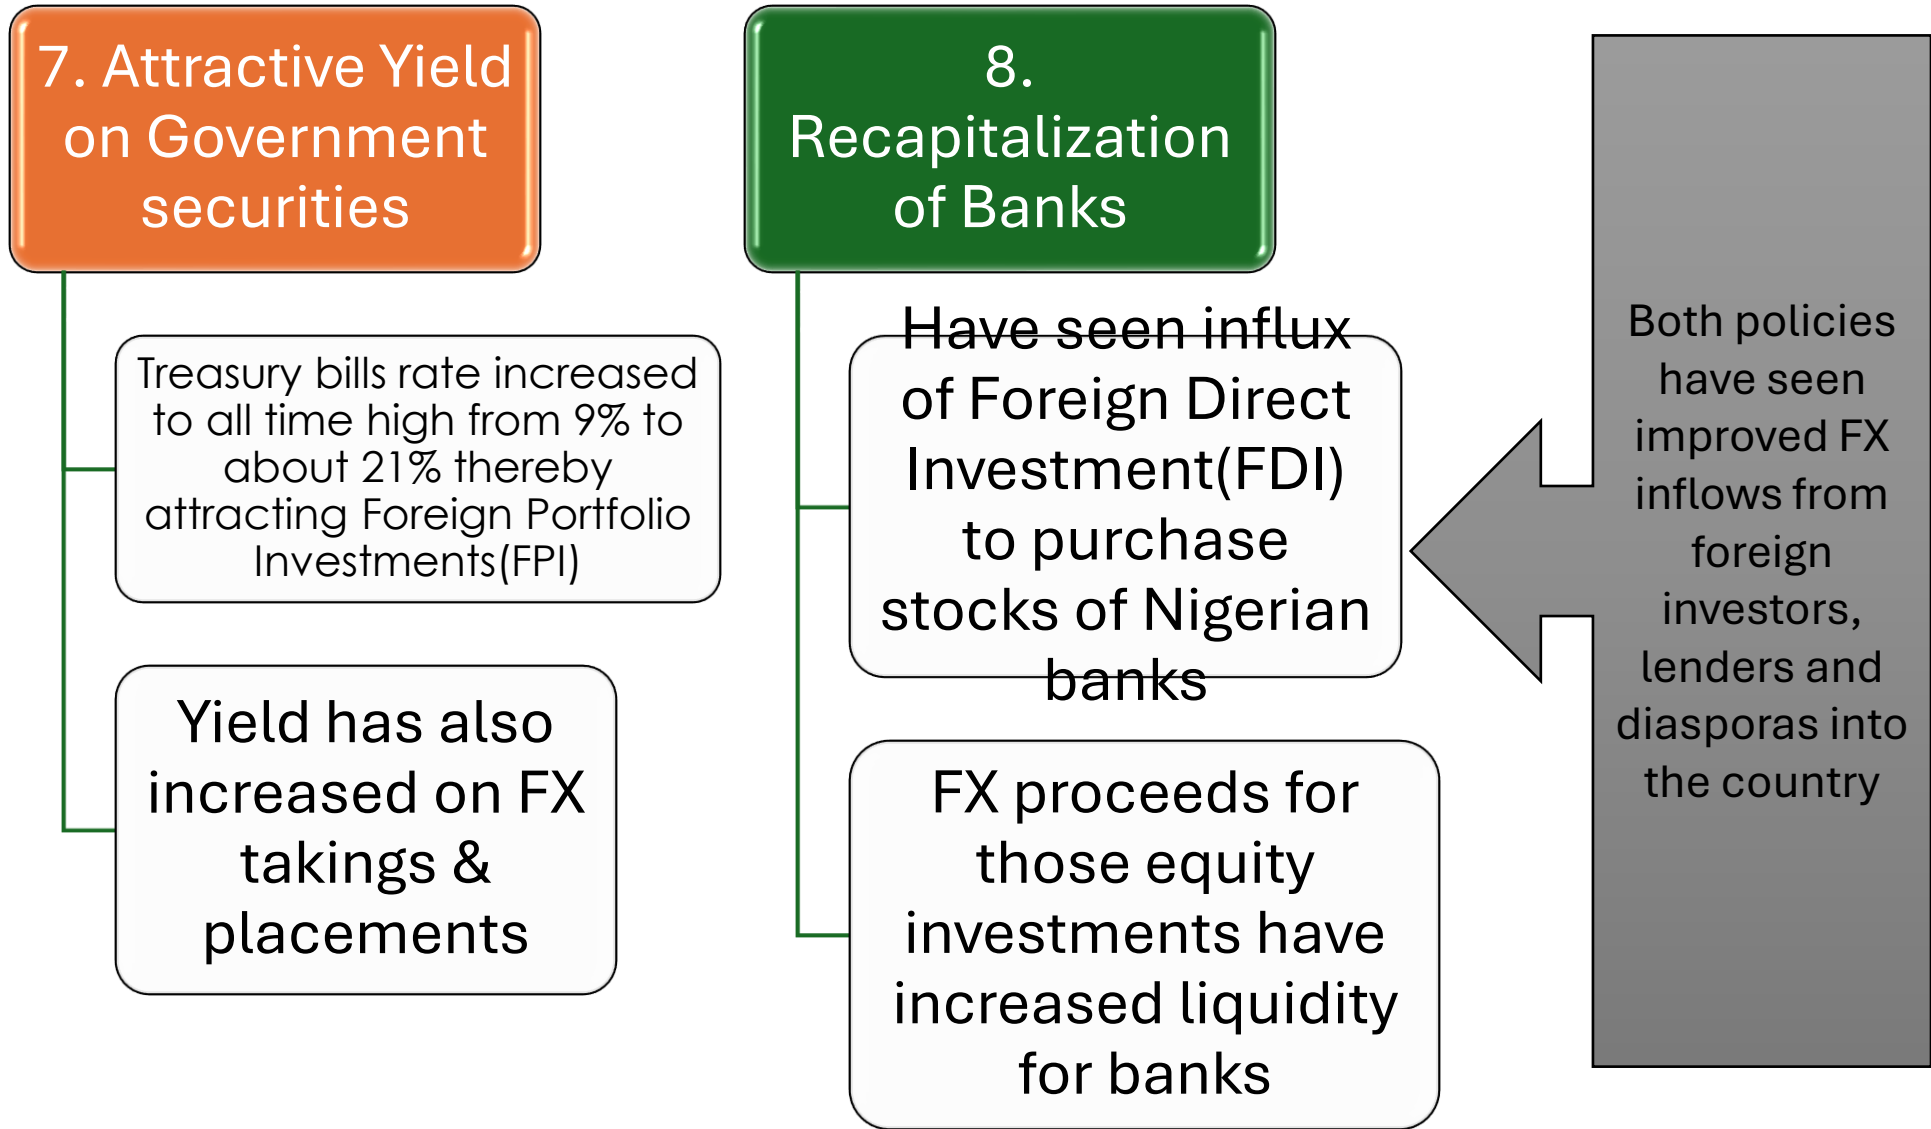 7. Attractive Yield
on Government
securities
Treasury bills rate increased
to all time high from 9% to
about 21% thereby
attracting Foreign Portfolio
Investments(FPI)
Yield has also
increased on FX
takings &
placements
8.
Recapitalization
of Banks
Have seen influx
of Foreign Direct
Investment(FDI)
to purchase
stocks of Nigerian
banks
FX proceeds for
those equity
investments have
increased liquidity
for banks
Both policies
have seen
improved FX
inflows from
foreign
investors,
lenders and
diasporas into
the country